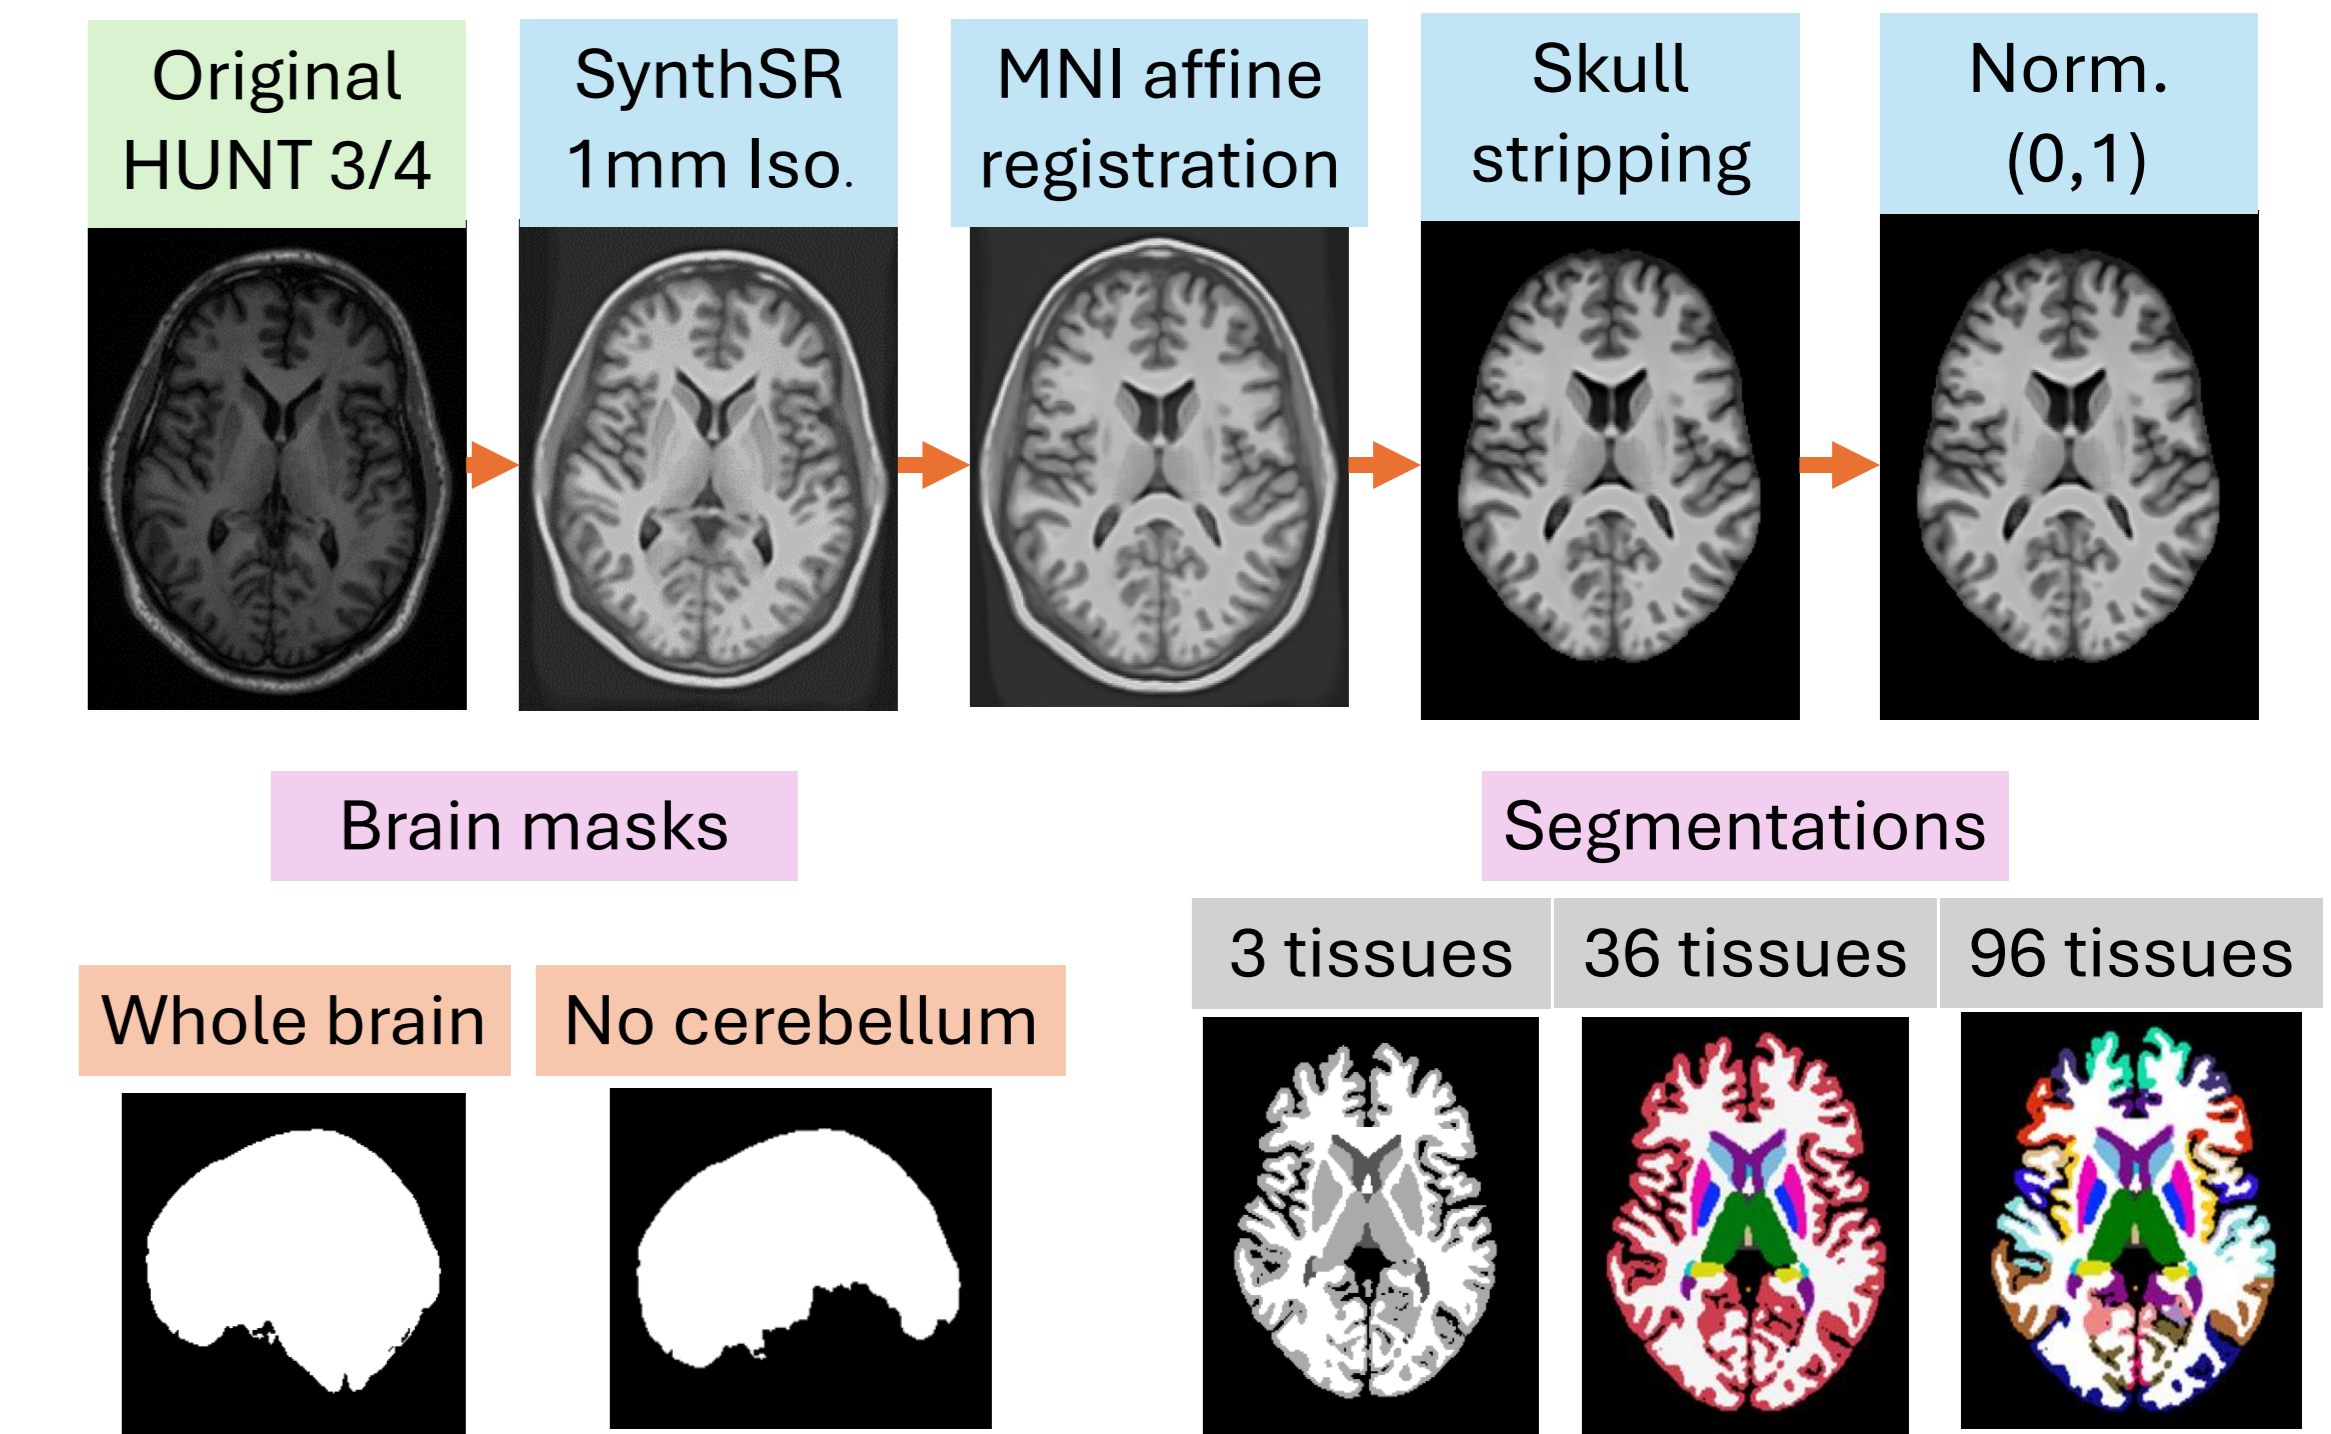 Original
HUNT 3/4
SynthSR
1mm Iso.
MNI affine
registration
Skull
stripping
Norm.
(0,1)
Brain masks
Segmentations
Whole brain
No cerebellum
3 tissues
36 tissues
96 tissues